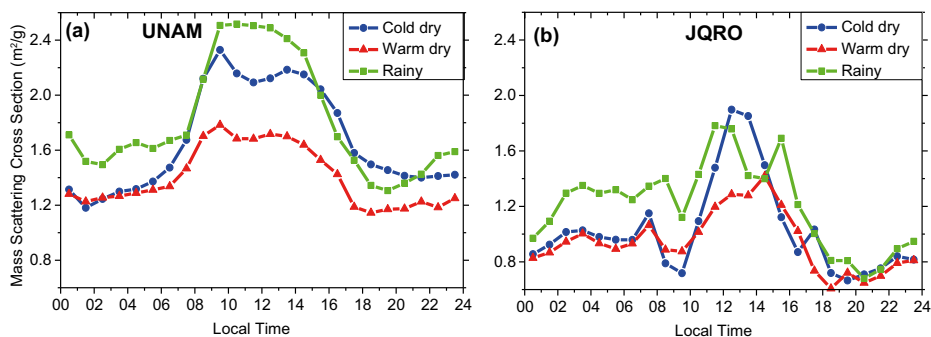 (a) UNAM
Cold dry
Warm dry
Rainy
Mass Scattering Cross Section (m²/g)
2.4
2.0
1.6
1.2
0.8
00 02 04 06 08 10 12 14 16 18 20 22 24
Local Time
(b) JQRO
Cold dry
Warm dry
Rainy
2.4
2.0
1.6
1.2
0.8
00 02 04 06 08 10 12 14 16 18 20 22 24
Local Time